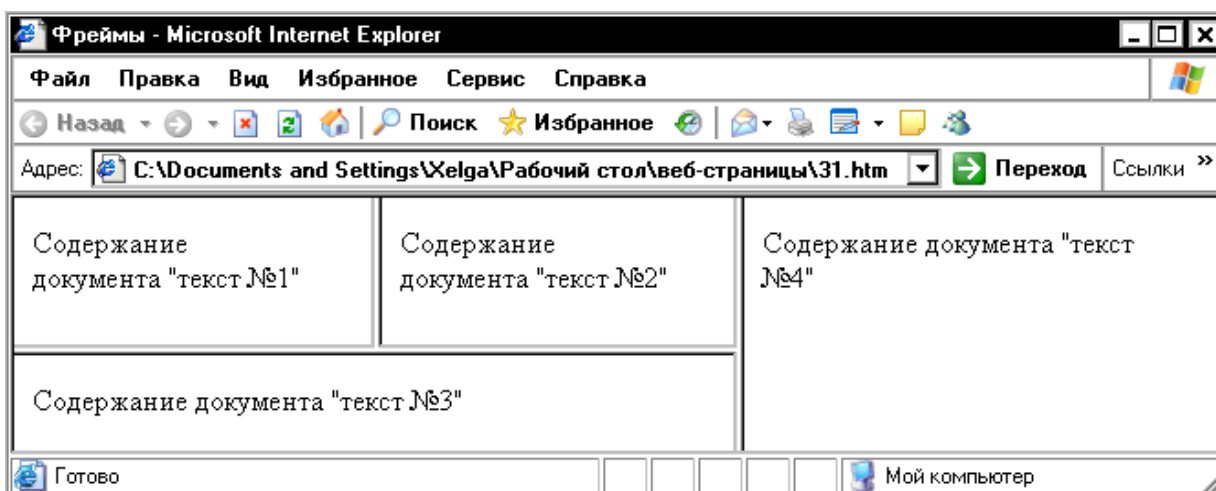 Фреймы - Microsoft Internet Explorer
Файл Правка Вид Избранное Сервис Справка
Назад Поиск Избранное
Адрес: C:\Documents and Settings\Xelga\Рабочий стол\веб-страницы\31.htm Переход Ссылки »
Содержание
документа "текст №1"
Содержание
документа "текст №2"
Содержание документа "текст
№4"
Содержание документа "текст №3"
Готово Мой компьютер